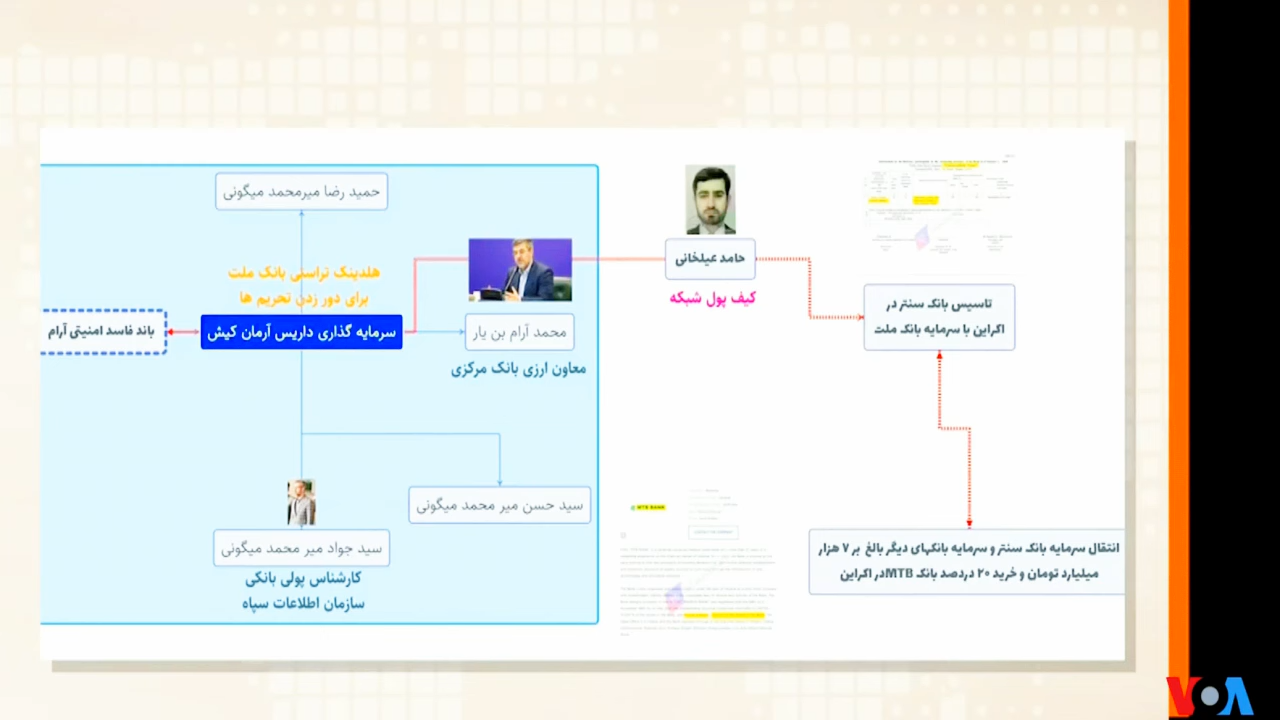 حمید رضا میرمحمد میگونی
هلدینگ تراستی بانک ملت
برای دور زدن تحریم ها
سرمایه گذاری داریس آرمان کیش
باند فاسد امنیتی آرام
محمد آرام بن یار
معاون ارزی بانک مرکزی
سید حسن میر محمد میگونی
سید جواد میر محمد میگونی
کارشناس پولی بانکی
سازمان اطلاعات سپاه
حامد عیلخانی
کیف پول شبکه
تاسیس بانک سنتر در
اکراین با سرمایه بانک ملت
انتقال سرمایه بانک سنتر و سرمایه بانکهای دیگر بالغ بر ۷ هزار
میلیارد تومان و خرید ۲۰ دردصد بانک MTBدر اکراین
MTB BANK
VOA